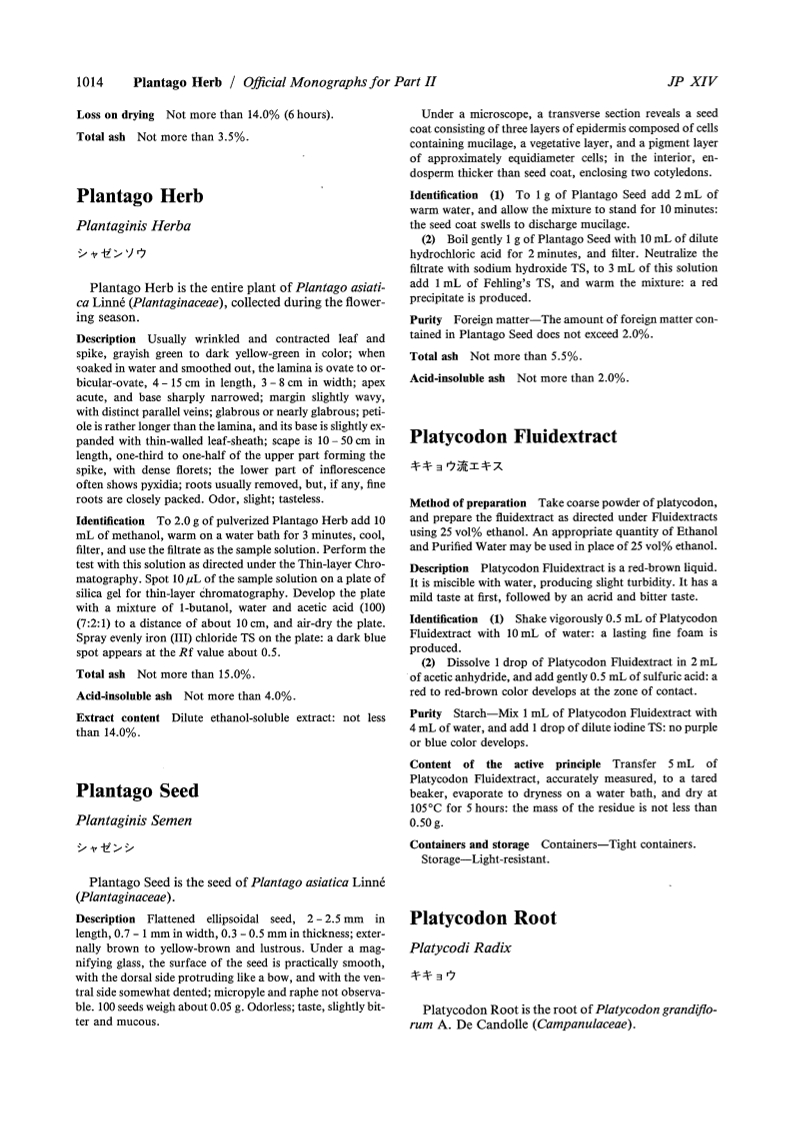 1014 Plantago Herb / Official Monographs for Part II JP XIV
Loss on drying Not more than 14.0% (6 hours).
Total ash Not more than 3.5%.
Plantago Herb
Plantaginis Herba
シャゼンソウ
Plantago Herb is the entire plant of Plantago asiati-
ca Linné (Plantaginaceae), collected during the flower-
ing season.
Description Usually wrinkled and contracted leaf and
spike, grayish green to dark yellow-green in color; when
soaked in water and smoothed out, the lamina is ovate to or-
bicular-ovate, 4 – 15 cm in length, 3 – 8 cm in width; apex
acute, and base sharply narrowed; margin slightly wavy,
with distinct parallel veins; glabrous or nearly glabrous; peti-
ole is rather longer than the lamina, and its base is slightly ex-
panded with thin-walled leaf-sheath; scape is 10 – 50 cm in
length, one-third to one-half of the upper part forming the
spike, with dense florets; the lower part of inflorescence
often shows pyxidia; roots usually removed, but, if any, fine
roots are closely packed. Odor, slight; tasteless.
Identification To 2.0 g of pulverized Plantago Herb add 10
mL of methanol, warm on a water bath for 3 minutes, cool,
filter, and use the filtrate as the sample solution. Perform the
test with this solution as directed under the Thin-layer Chro-
matography. Spot 10 μL of the sample solution on a plate of
silica gel for thin-layer chromatography. Develop the plate
with a mixture of 1-butanol, water and acetic acid (100)
(7:2:1) to a distance of about 10 cm, and air-dry the plate.
Spray evenly iron (III) chloride TS on the plate: a dark blue
spot appears at the Rf value about 0.5.
Total ash Not more than 15.0%.
Acid-insoluble ash Not more than 4.0%.
Extract content Dilute ethanol-soluble extract: not less
than 14.0%.
Plantago Seed
Plantaginis Semen
シャゼンシ
Plantago Seed is the seed of Plantago asiatica Linné
(Plantaginaceae).
Description Flattened ellipsoidal seed, 2 – 2.5 mm in
length, 0.7 – 1 mm in width, 0.3 – 0.5 mm in thickness; exter-
nally brown to yellow-brown and lustrous. Under a mag-
nifying glass, the surface of the seed is practically smooth,
with the dorsal side protruding like a bow, and with the ven-
tral side somewhat dented; micropyle and raphe not observa-
ble. 100 seeds weigh about 0.05 g. Odorless; taste, slightly bit-
ter and mucous.
Under a microscope, a transverse section reveals a seed
coat consisting of three layers of epidermis composed of cells
containing mucilage, a vegetative layer, and a pigment layer
of approximately equidiameter cells; in the interior, en-
dosperm thicker than seed coat, enclosing two cotyledons.
Identification (1) To 1 g of Plantago Seed add 2 mL of
warm water, and allow the mixture to stand for 10 minutes:
the seed coat swells to discharge mucilage.
(2) Boil gently 1 g of Plantago Seed with 10 mL of dilute
hydrochloric acid for 2 minutes, and filter. Neutralize the
filtrate with sodium hydroxide TS, to 3 mL of this solution
add 1 mL of Fehling's TS, and warm the mixture: a red
precipitate is produced.
Purity Foreign matter—The amount of foreign matter con-
tained in Plantago Seed does not exceed 2.0%.
Total ash Not more than 5.5%.
Acid-insoluble ash Not more than 2.0%.
Platycodon Fluidextract
キキョウ流エキス
Method of preparation Take coarse powder of platycodon,
and prepare the fluidextract as directed under Fluidextracts
using 25 vol% ethanol. An appropriate quantity of Ethanol
and Purified Water may be used in place of 25 vol% ethanol.
Description Platycodon Fluidextract is a red-brown liquid.
It is miscible with water, producing slight turbidity. It has a
mild taste at first, followed by an acrid and bitter taste.
Identification (1) Shake vigorously 0.5 mL of Platycodon
Fluidextract with 10 mL of water: a lasting fine foam is
produced.
(2) Dissolve 1 drop of Platycodon Fluidextract in 2 mL
of acetic anhydride, and add gently 0.5 mL of sulfuric acid: a
red to red-brown color develops at the zone of contact.
Purity Starch—Mix 1 mL of Platycodon Fluidextract with
4 mL of water, and add 1 drop of dilute iodine TS: no purple
or blue color develops.
Content of the active principle Transfer 5 mL of
Platycodon Fluidextract, accurately measured, to a tared
beaker, evaporate to dryness on a water bath, and dry at
105°C for 5 hours: the mass of the residue is not less than
0.50 g.
Containers and storage Containers—Tight containers.
Storage—Light-resistant.
Platycodon Root
Platycodi Radix
キキョウ
Platycodon Root is the root of Platycodon grandiflo-
rum A. De Candolle (Campanulaceae).